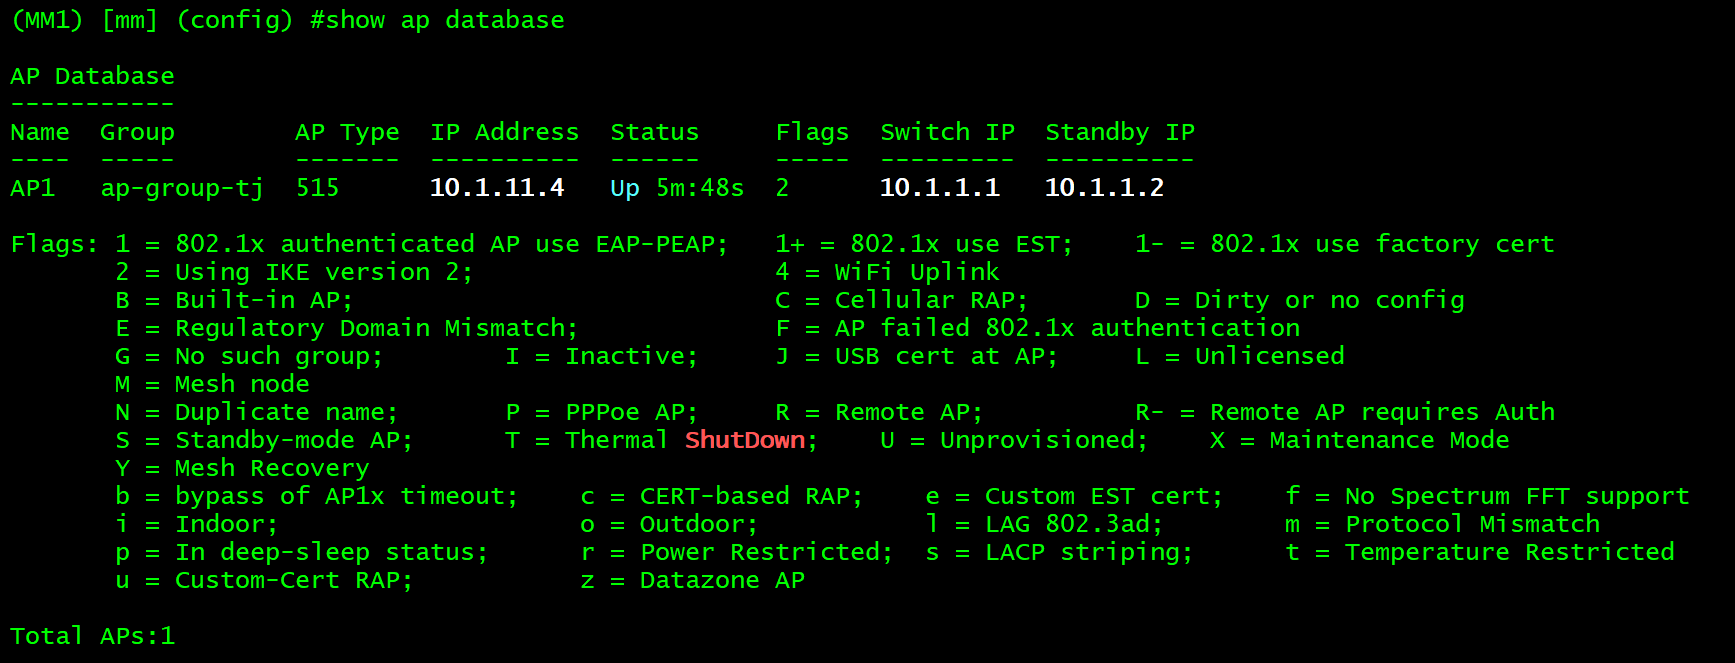 (MM1) [mm] (config) #show ap database
AP Database
-----------
Name  Group        AP Type  IP Address  Status     Flags  Switch IP  Standby IP
----  -----        -------  ----------  ------     -----  ---------  ----------
AP1   ap-group-tj  515      10.1.11.4   Up 5m:48s  2      10.1.1.1   10.1.1.2
Flags: 1 = 802.1x authenticated AP use EAP-PEAP;   1+ = 802.1x use EST;    1- = 802.1x use factory cert
       2 = Using IKE version 2;                    4 = WiFi Uplink
       B = Built-in AP;                            C = Cellular RAP;       D = Dirty or no config
       E = Regulatory Domain Mismatch;             F = AP failed 802.1x authentication
       G = No such group;        I = Inactive;     J = USB cert at AP;     L = Unlicensed
       M = Mesh node
       N = Duplicate name;       P = PPPoe AP;     R = Remote AP;          R- = Remote AP requires Auth
       S = Standby-mode AP;      T = Thermal ShutDown;    U = Unprovisioned;    X = Maintenance Mode
       Y = Mesh Recovery
       b = bypass of AP1x timeout;    c = CERT-based RAP;    e = Custom EST cert;    f = No Spectrum FFT support
       i = Indoor;                    o = Outdoor;           l = LAG 802.3ad;        m = Protocol Mismatch
       p = In deep-sleep status;      r = Power Restricted;  s = LACP striping;      t = Temperature Restricted
       u = Custom-Cert RAP;           z = Datazone AP
Total APs:1